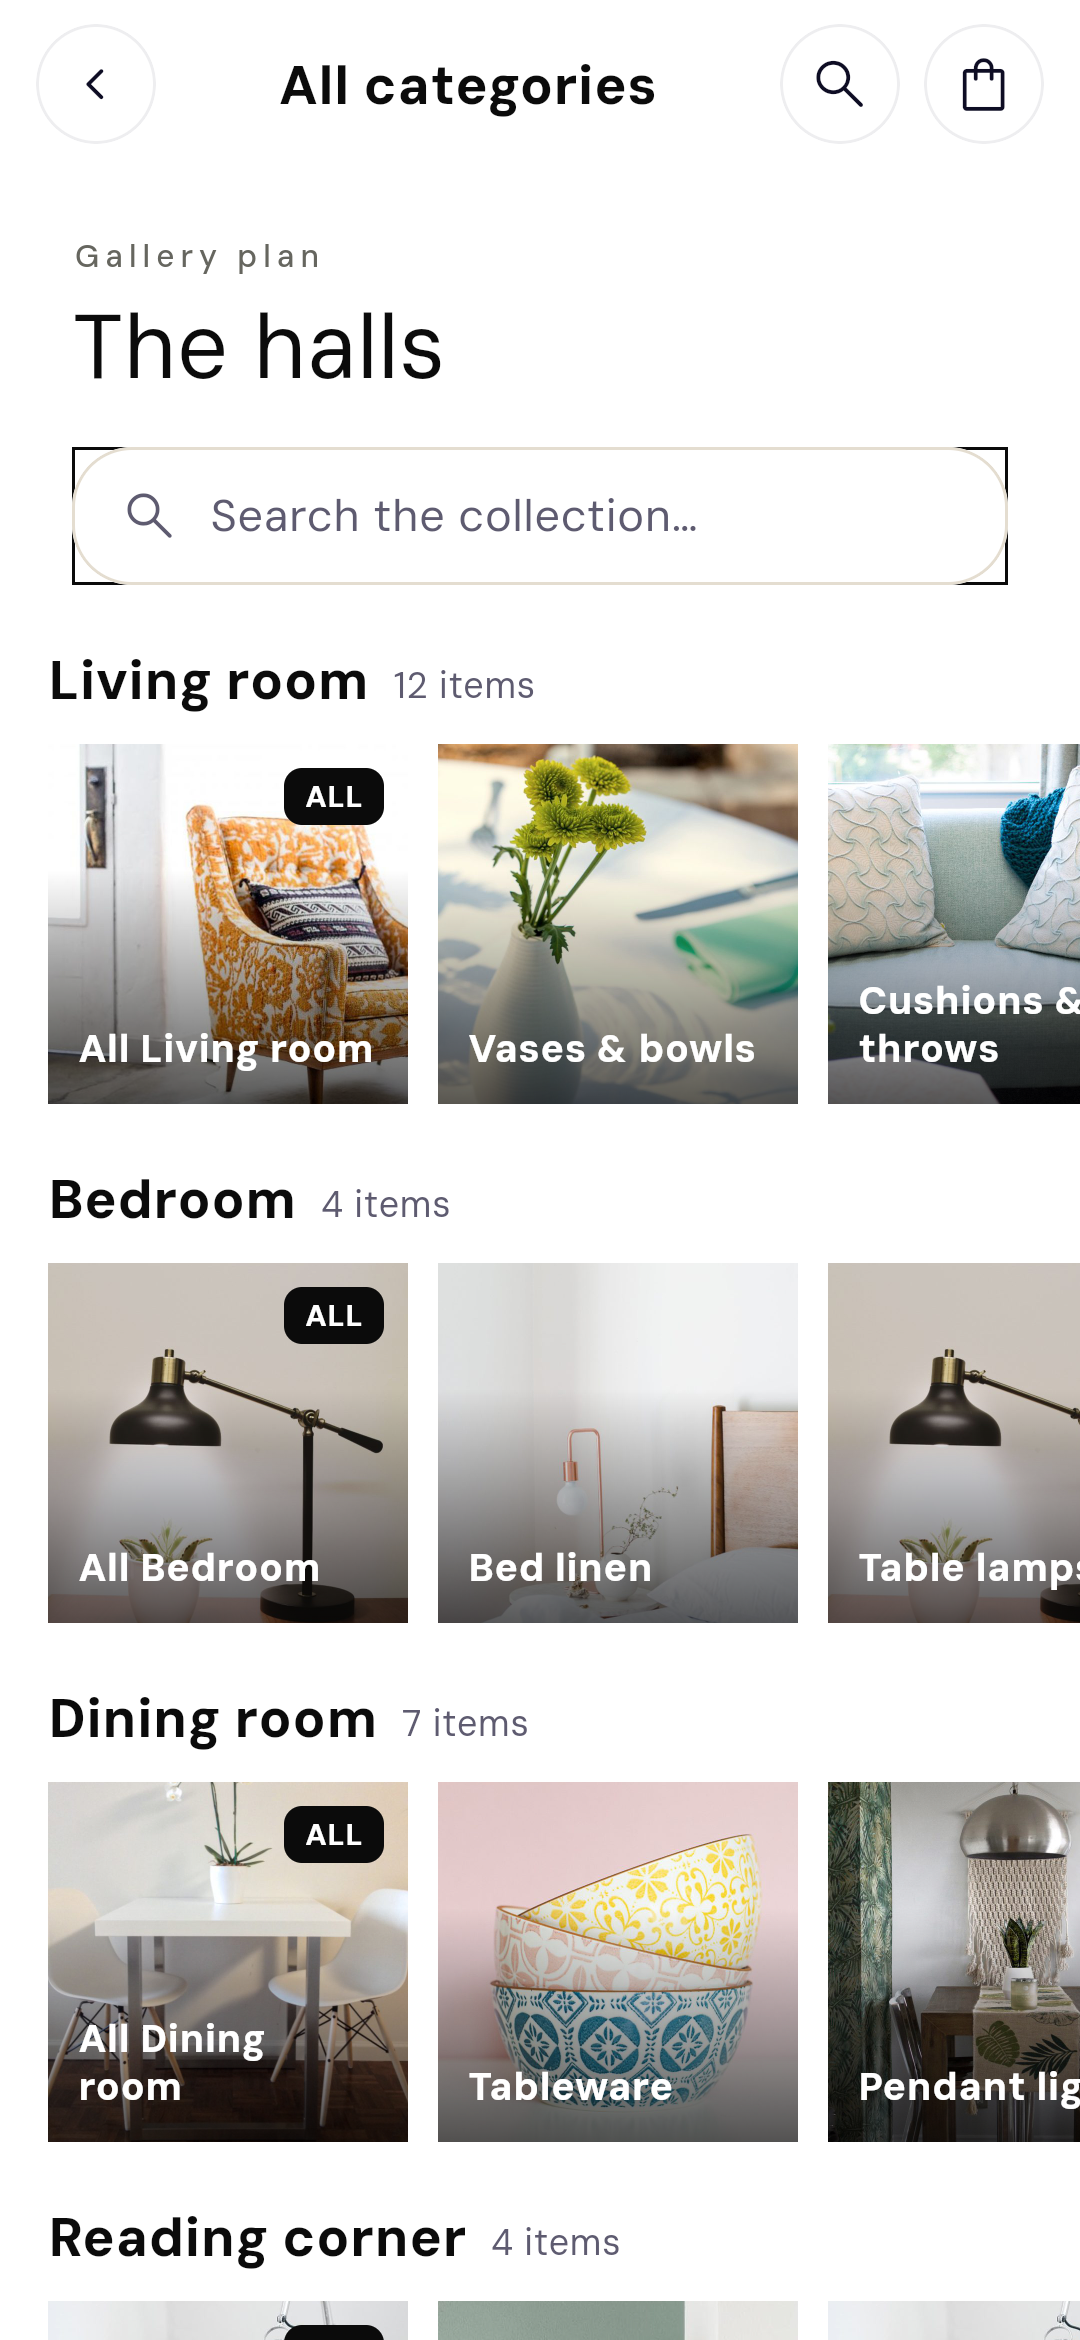 All categories
Gallery plan
The halls
Search the collection...
Living room 12 items
ALL
All Living room
Vases & bowls
Cushions &
throws
Bedroom 4 items
ALL
All Bedroom
Bed linen
Table lamps
Dining room 7 items
ALL
All Dining
room
Tableware
Pendant lig
Reading corner 4 items